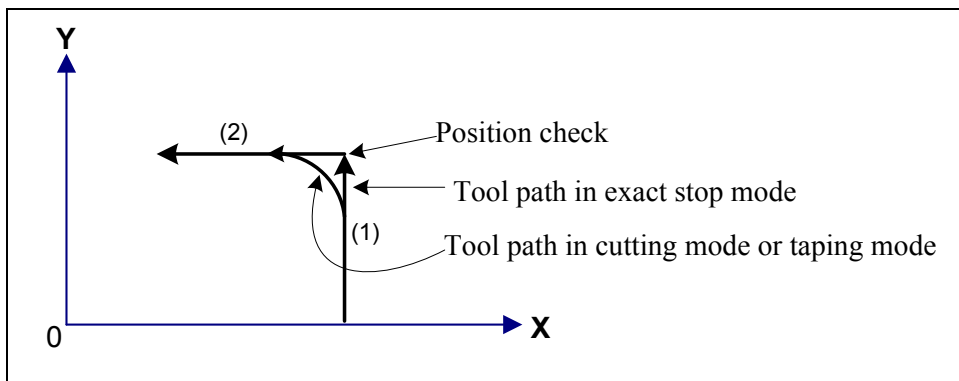 Y
(2)
Position check
Tool path in exact stop mode
(1)
Tool path in cutting mode or taping mode
0
X